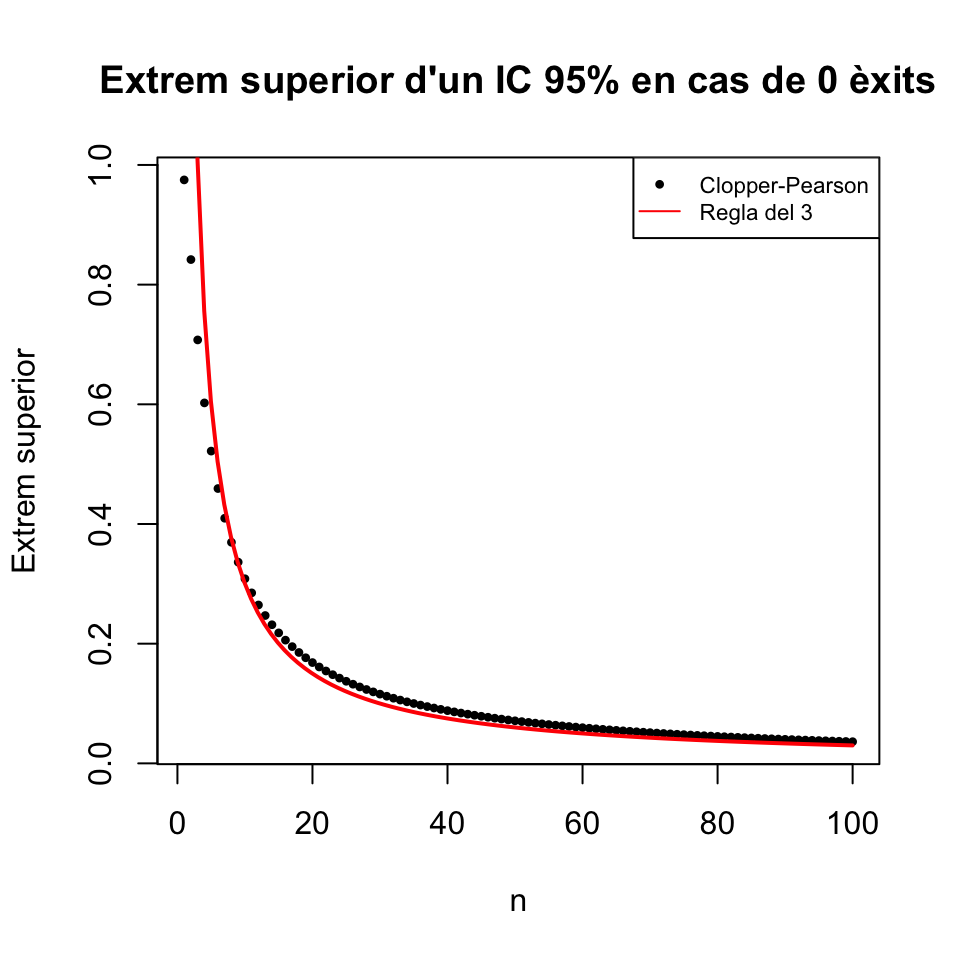 Extrem superior d'un IC 95% en cas de 0 èxits
Clopper-Pearson
Regla del 3
Extrem superior
1.0
0.8
0.6
0.4
0.2
0.0
0 20 40 60 80 100
n